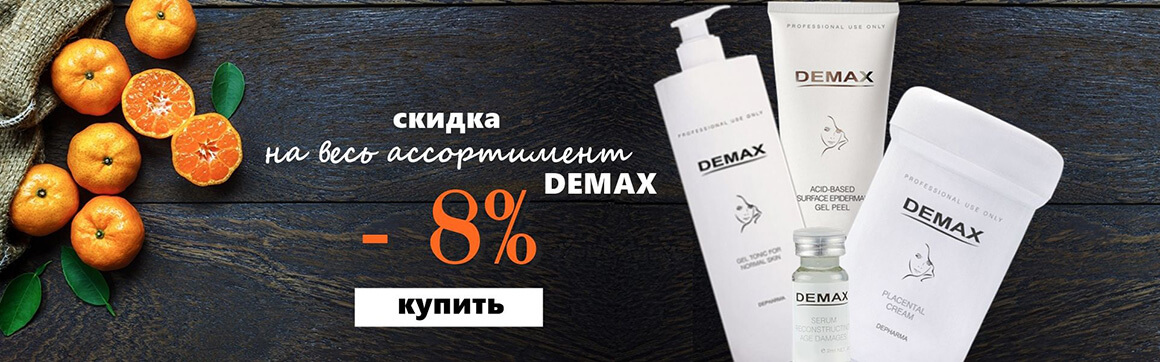 скидка
на весь ассортимент
DEMAX
- 8%
купить
PROFESSIONAL USE ONLY
DEMAX
GEL TONIC FOR
NORMAL SKIN
DEPHARMA
PROFESSIONAL USE ONLY
DEMAX
ACID-BASED
SURFACE EPIDERMAL
GEL PEEL
DEMAX
SERUM
RECONSTRUCTING
AGE DAMAGES
PROFESSIONAL USE ONLY
DEMAX
PLACENTAL
CREAM
DEPHARMA